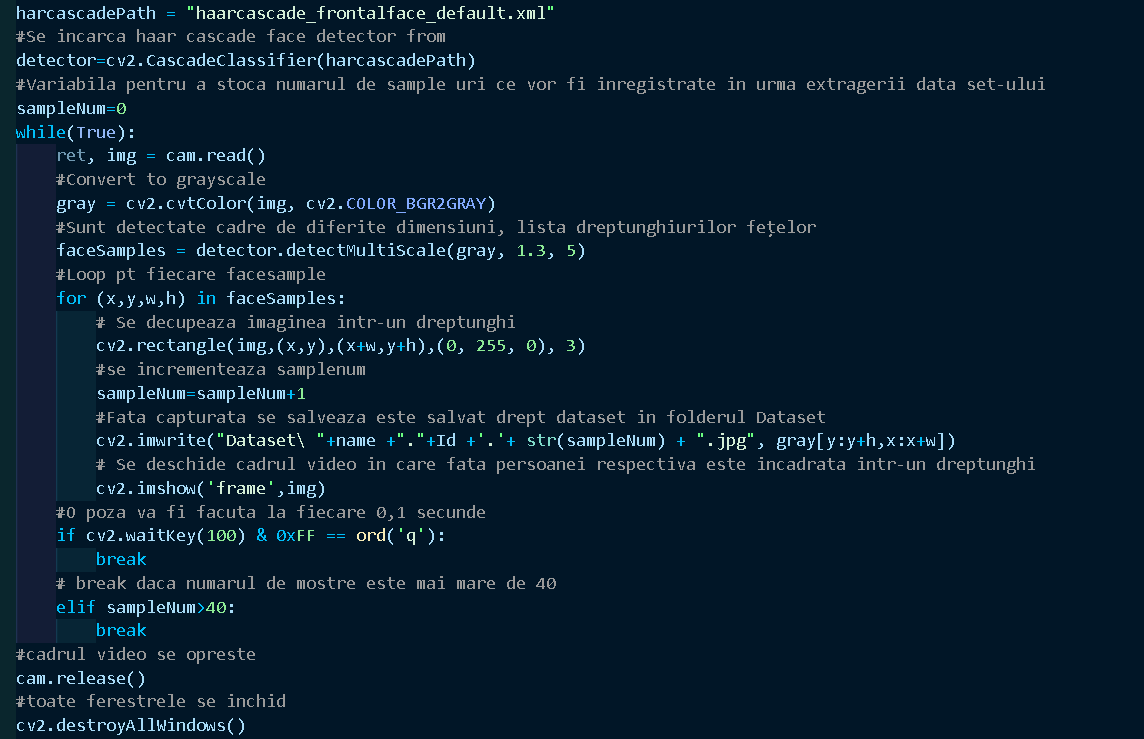 harcascadePath = "haarcascade_frontalface_default.xml"
#Se incarca haar cascade face detector from
detector=cv2.CascadeClassifier(harcascadePath)
#Variabila pentru a stoca numarul de sample uri ce vor fi inregistrate in urma extragerii data set-ului
sampleNum=0
while(True):
    ret, img = cam.read()
    #Convert to grayscale
    gray = cv2.cvtColor(img, cv2.COLOR_BGR2GRAY)
    #Sunt detectate cadre de diferite dimensiuni, lista dreptunghiurilor fețelor
    faceSamples = detector.detectMultiScale(gray, 1.3, 5)
    #Loop pt fiecare facesample
    for (x,y,w,h) in faceSamples:
        # Se decupeaza imaginea intr-un dreptunghi
        cv2.rectangle(img,(x,y),(x+w,y+h),(0, 255, 0), 3)
        #se incrementeaza samplenum
        sampleNum=sampleNum+1
        #Fata capturata se salveaza este salvat drept dataset in folderul Dataset
        cv2.imwrite("Dataset\ "+name +"."+Id +'.'+ str(sampleNum) + ".jpg", gray[y:y+h,x:x+w])
        # Se deschide cadrul video in care fata persoanei respectiva este incadrata intr-un dreptunghi
        cv2.imshow('frame',img)
    #O poza va fi facuta la fiecare 0,1 secunde
    if cv2.waitKey(100) & 0xFF == ord('q'):
        break
    # break daca numarul de mostre este mai mare de 40
    elif sampleNum>40:
        break
#cadrul video se opreste
cam.release()
#toate ferestrele se inchid
cv2.destroyAllWindows()